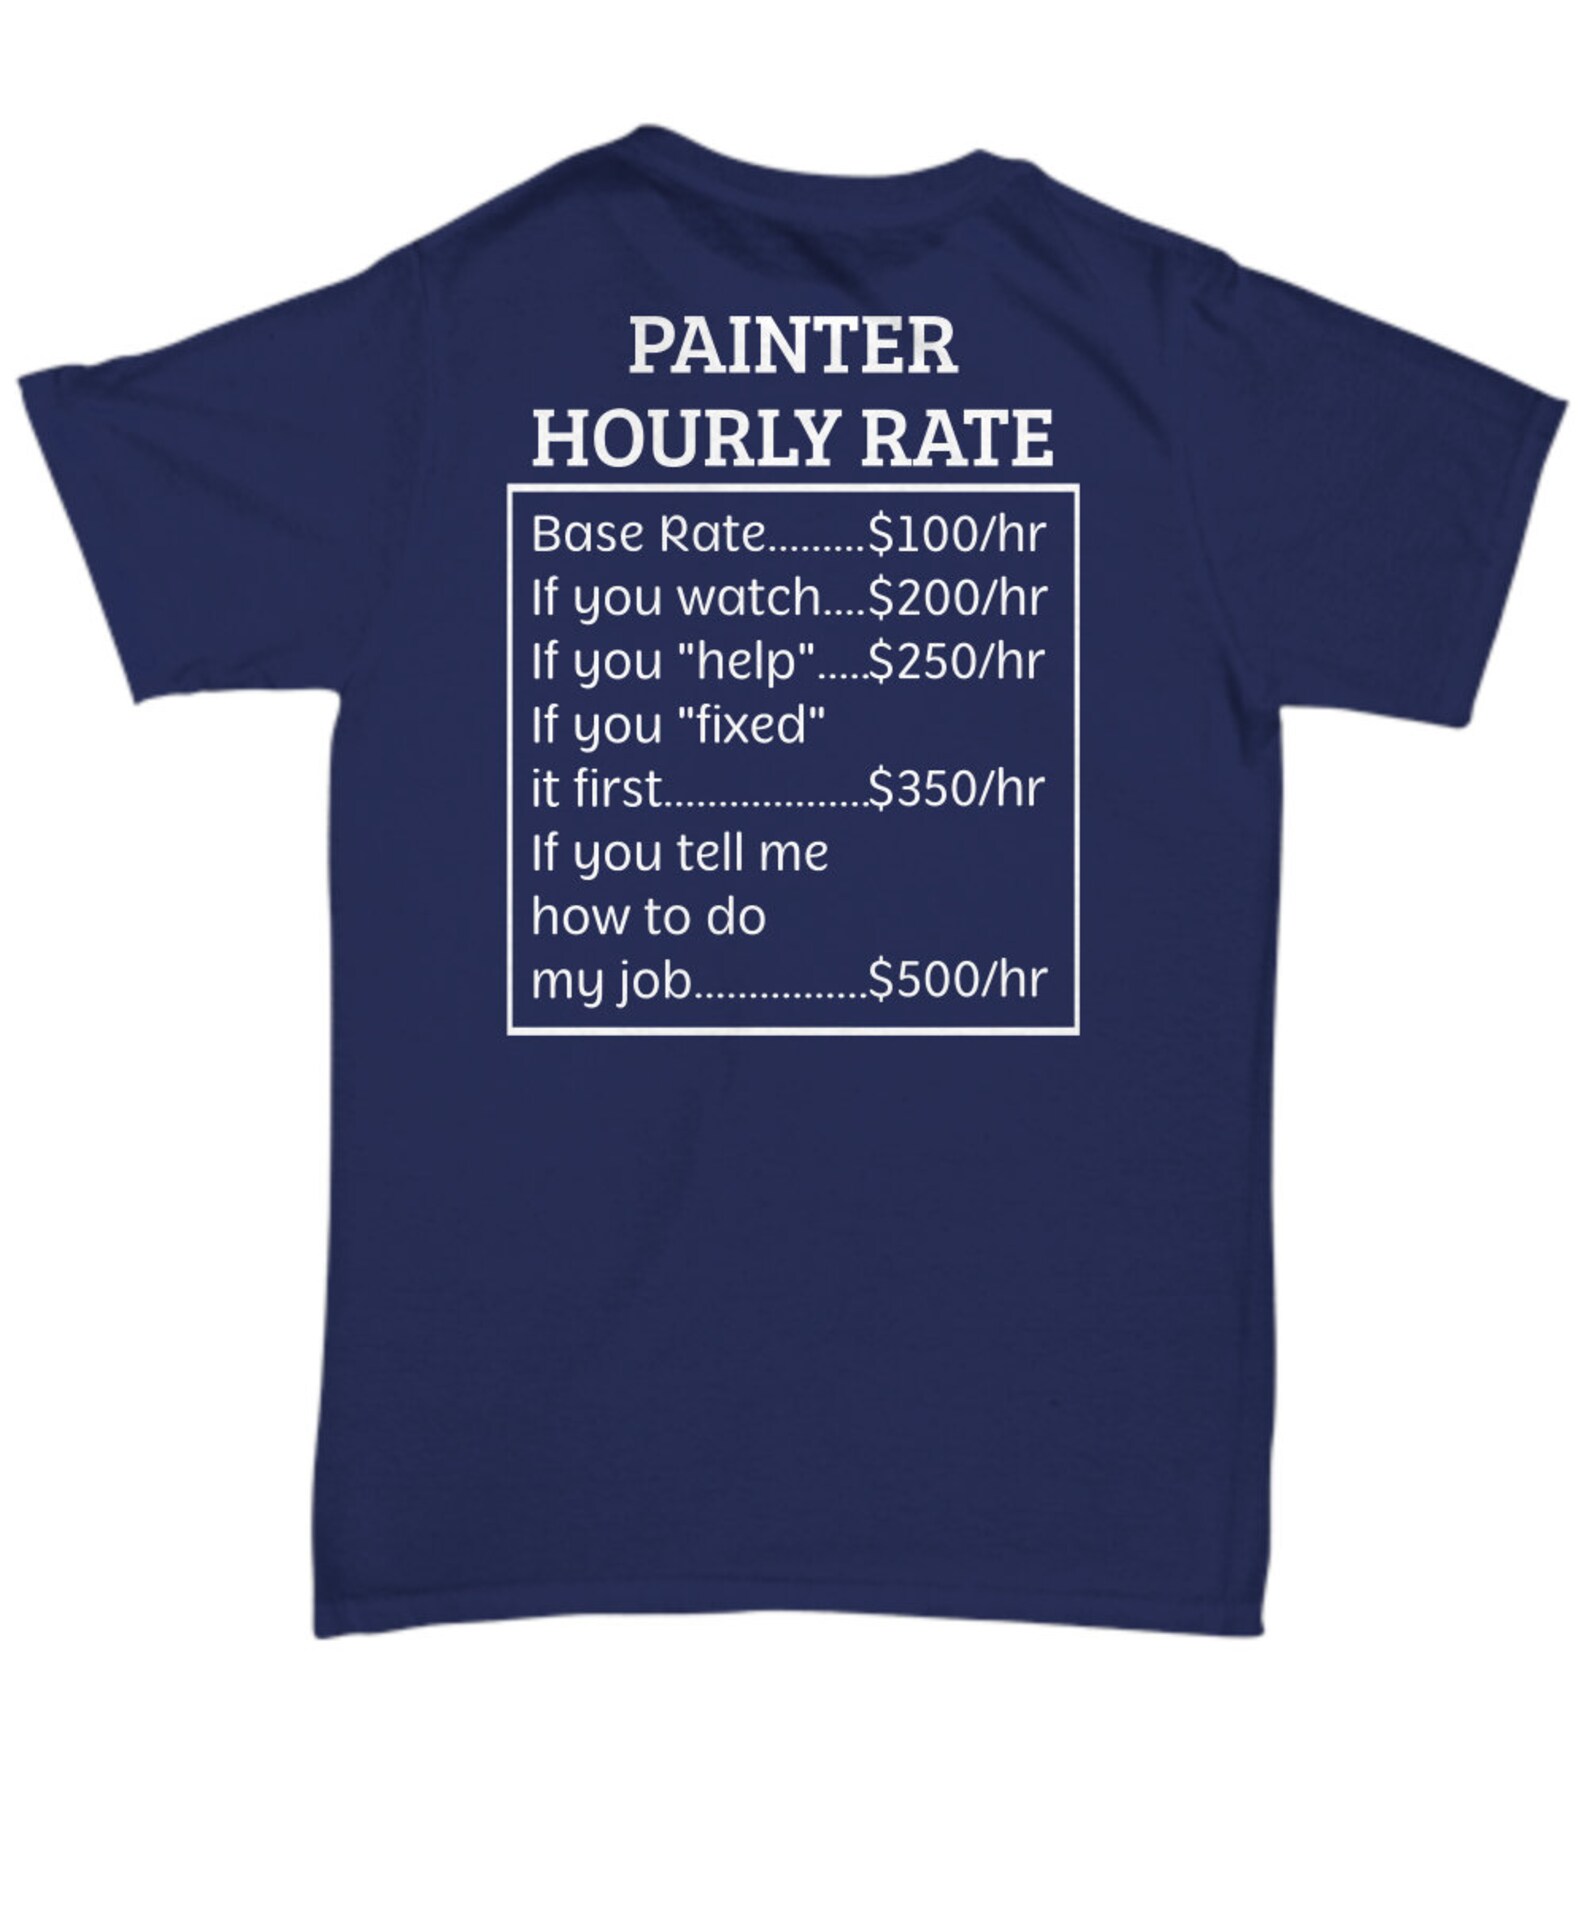 PAINTER
HOURLY RATE
Base Rate.........$100/hr
If you watch....$200/hr
If you "help".....$250/hr
If you "fixed"
it first...................$350/hr
If you tell me
how to do
my job................$500/hr